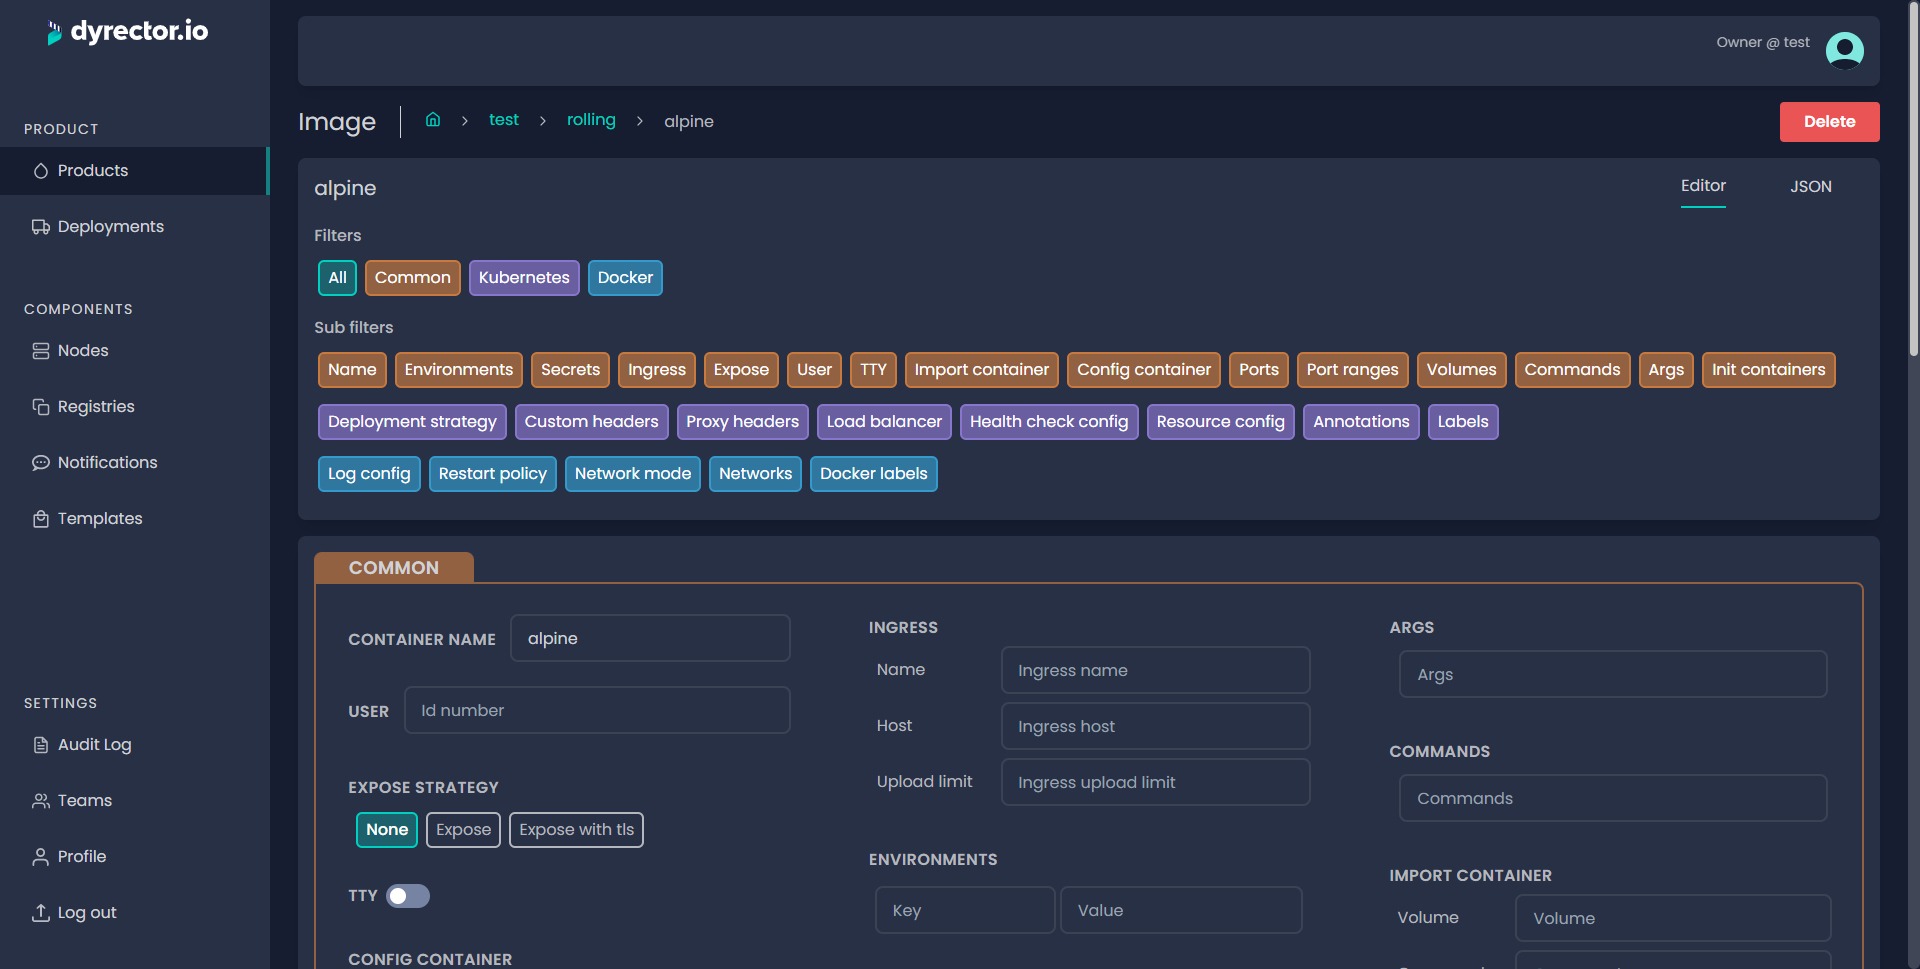 dyrector.io
Owner @ test
PRODUCT
Products
Deployments
COMPONENTS
Nodes
Registries
Notifications
Templates
SETTINGS
Audit Log
Teams
Profile
Log out
Image test rolling alpine Delete
alpine Editor JSON
Filters
All Common Kubernetes Docker
Sub filters
Name Environments Secrets Ingress Expose User TTY Import container Config container Ports Port ranges Volumes Commands Args Init containers
Deployment strategy Custom headers Proxy headers Load balancer Health check config Resource config Annotations Labels
Log config Restart policy Network mode Networks Docker labels
COMMON
CONTAINER NAME alpine
USER Id number
EXPOSE STRATEGY
None Expose Expose with tls
TTY
CONFIG CONTAINER
INGRESS
Name Ingress name
Host Ingress host
Upload limit Ingress upload limit
ENVIRONMENTS
Key Value
ARGS
Args
COMMANDS
Commands
IMPORT CONTAINER
Volume Volume